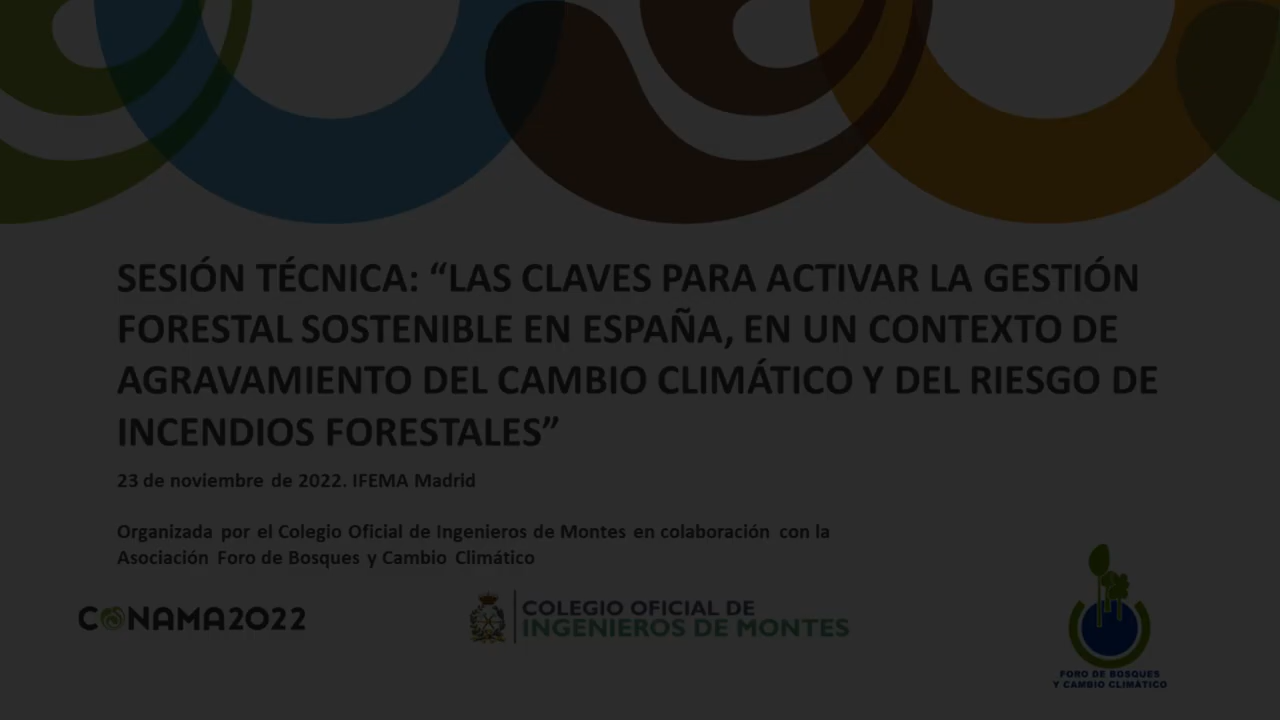 SESIÓN TÉCNICA: “LAS CLAVES PARA ACTIVAR LA GESTIÓN
FORESTAL SOSTENIBLE EN ESPAÑA, EN UN CONTEXTO DE
AGRAVAMIENTO DEL CAMBIO CLIMÁTICO Y DEL RIESGO DE
INCENDIOS FORESTALES”
23 de noviembre de 2022. IFEMA Madrid
Organizada por el Colegio Oficial de Ingenieros de Montes en colaboración con la
Asociación Foro de Bosques y Cambio Climático
CONAMA2022
COLEGIO OFICIAL DE
INGENIEROS DE MONTES
FORO DE BOSQUES
Y CAMBIO CLIMÁTICO